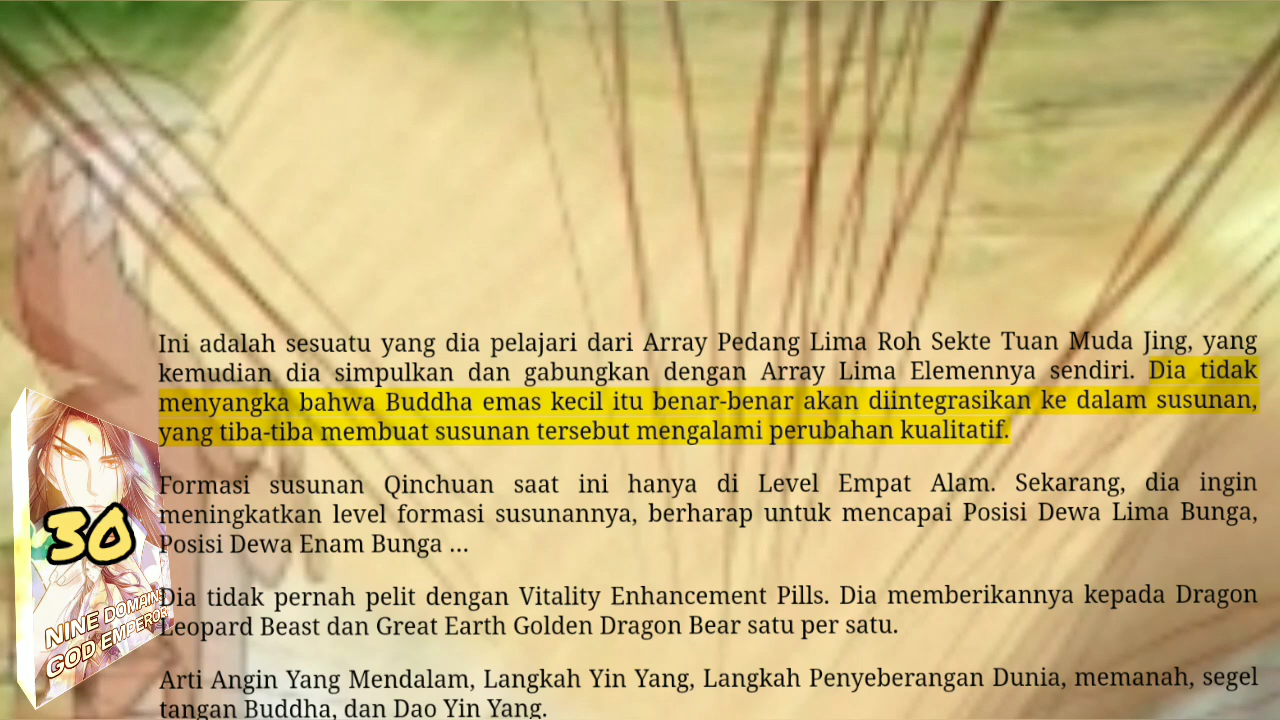 Ini adalah sesuatu yang dia pelajari dari Array Pedang Lima Roh Sekte Tuan Muda Jing, yang
kemudian dia simpulkan dan gabungkan dengan Array Lima Elemennya sendiri. Dia tidak
menyangka bahwa Buddha emas kecil itu benar-benar akan diintegrasikan ke dalam susunan,
yang tiba-tiba membuat susunan tersebut mengalami perubahan kualitatif.
Formasi susunan Qinchuan saat ini hanya di Level Empat Alam. Sekarang, dia ingin
meningkatkan level formasi susunannya, berharap untuk mencapai Posisi Dewa Lima Bunga,
Posisi Dewa Enam Bunga ...
Dia tidak pernah pelit dengan Vitality Enhancement Pills. Dia memberikannya kepada Dragon
Leopard Beast dan Great Earth Golden Dragon Bear satu per satu.
Arti Angin Yang Mendalam, Langkah Yin Yang, Langkah Penyeberangan Dunia, memanah, segel
tangan Buddha, dan Dao Yin Yang.
30
NINE DOMAIN
GOD EMPEROR